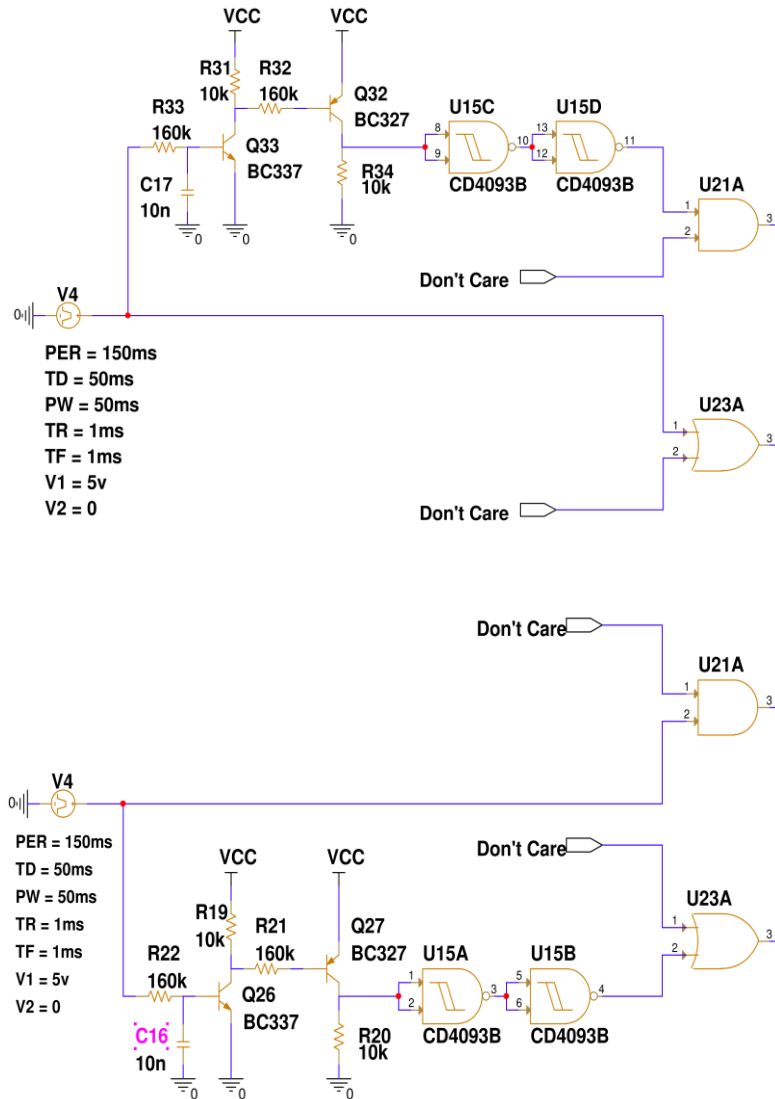 VCC
VCC
R31
10k
R32
160k
Q32
BC327
R33
160k
Q33
BC337
C17
10n
0
0
R34
10k
0
U15C
8
9
10
CD4093B
U15D
13
12
11
CD4093B
U21A
1
2
3
Don't Care
V4
0
PER = 150ms
TD = 50ms
PW = 50ms
TR = 1ms
TF = 1ms
V1 = 5v
V2 = 0
U23A
1
2
3
Don't Care
Don't Care
U21A
1
2
3
V4
0
PER = 150ms
TD = 50ms
PW = 50ms
TR = 1ms
TF = 1ms
V1 = 5v
V2 = 0
Don't Care
U23A
1
2
3
VCC
VCC
R19
10k
R21
160k
Q27
BC327
R22
160k
Q26
BC337
C16
10n
0
0
R20
10k
0
U15A
1
2
3
CD4093B
U15B
5
6
4
CD4093B